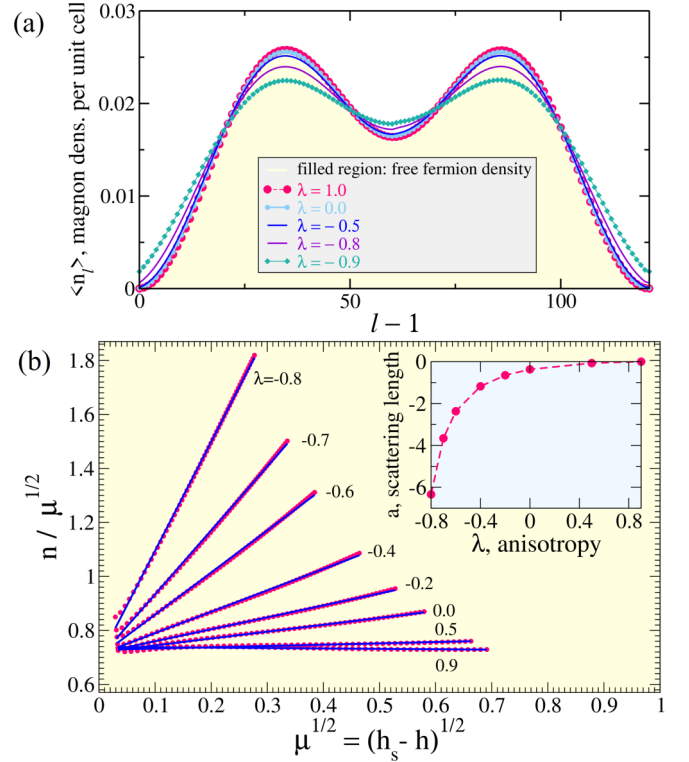 (a)
<n_l>, magnon dens. per unit cell
0.03
0.02
0.01
0
filled region: free fermion density
λ = 1.0
λ = 0.0
λ = − 0.5
λ = − 0.8
λ = − 0.9
0
50
100
l − 1
(b)
n / μ^1/2
1.8
1.6
1.4
1.2
1
0.8
0.6
λ=-0.8
-0.7
-0.6
-0.4
-0.2
0.0
0.5
0.9
a, scattering length
0
-2
-4
-6
-0.8
-0.4
0
0.4
0.8
λ, anisotropy
0
0.1
0.2
0.3
0.4
0.5
0.6
0.7
0.8
0.9
1
μ^1/2 = (h_s - h)^1/2